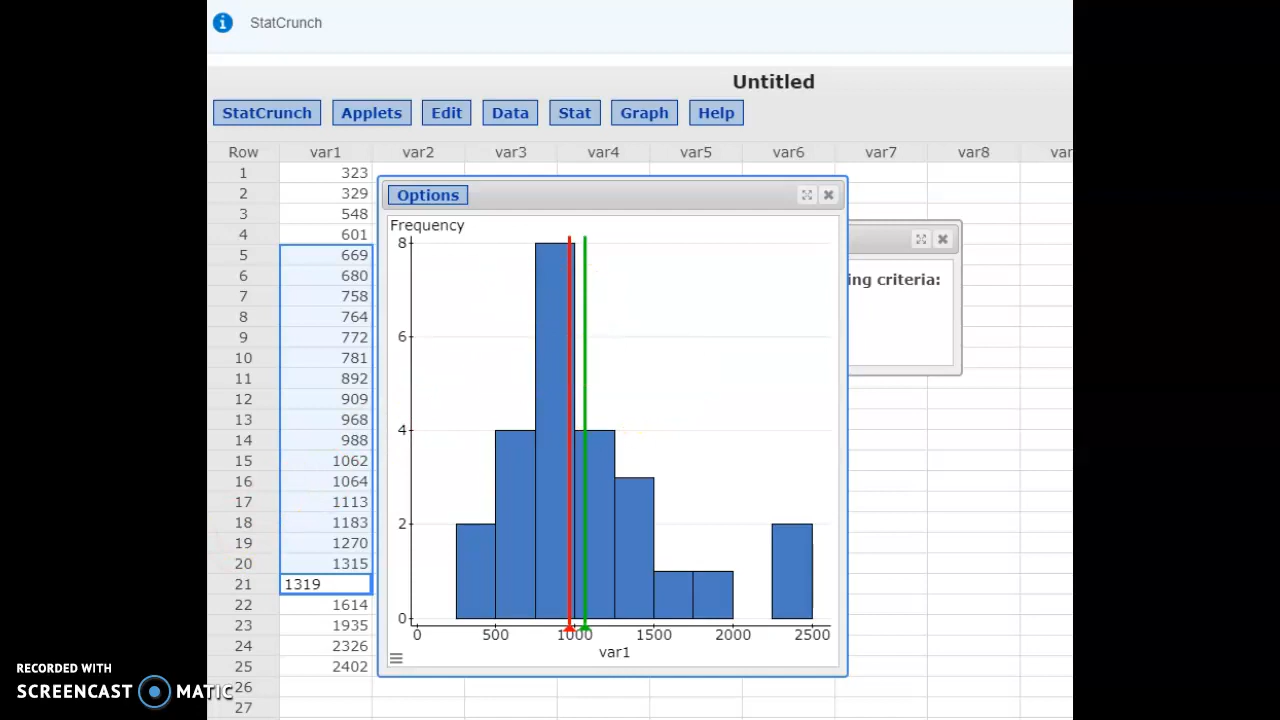 StatCrunch
Untitled
StatCrunch Applets Edit Data Stat Graph Help
Row var1 var2 var3 var4 var5 var6 var7 var8 var
1 323
2 329
3 548
4 601
5 669
6 680
7 758
8 764
9 772
10 781
11 892
12 909
13 968
14 988
15 1062
16 1064
17 1113
18 1183
19 1270
20 1315
21 1319
22 1614
23 1935
24 2326
25 2402
26
27
Options
Frequency
8
6
4
2
0
0 500 1000 1500 2000 2500
var1
ing criteria:
RECORDED WITH
SCREENCAST MATIC